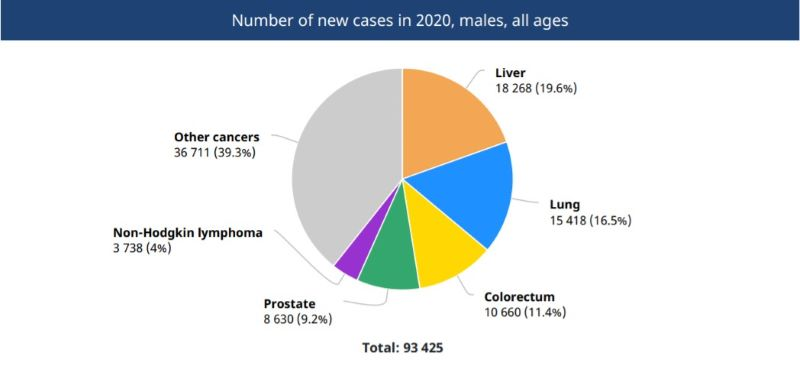 Number of new cases in 2020, males, all ages
Liver
18 268 (19.6%)
Lung
15 418 (16.5%)
Colorectum
10 660 (11.4%)
Prostate
8 630 (9.2%)
Non-Hodgkin lymphoma
3 738 (4%)
Other cancers
36 711 (39.3%)
Total: 93 425